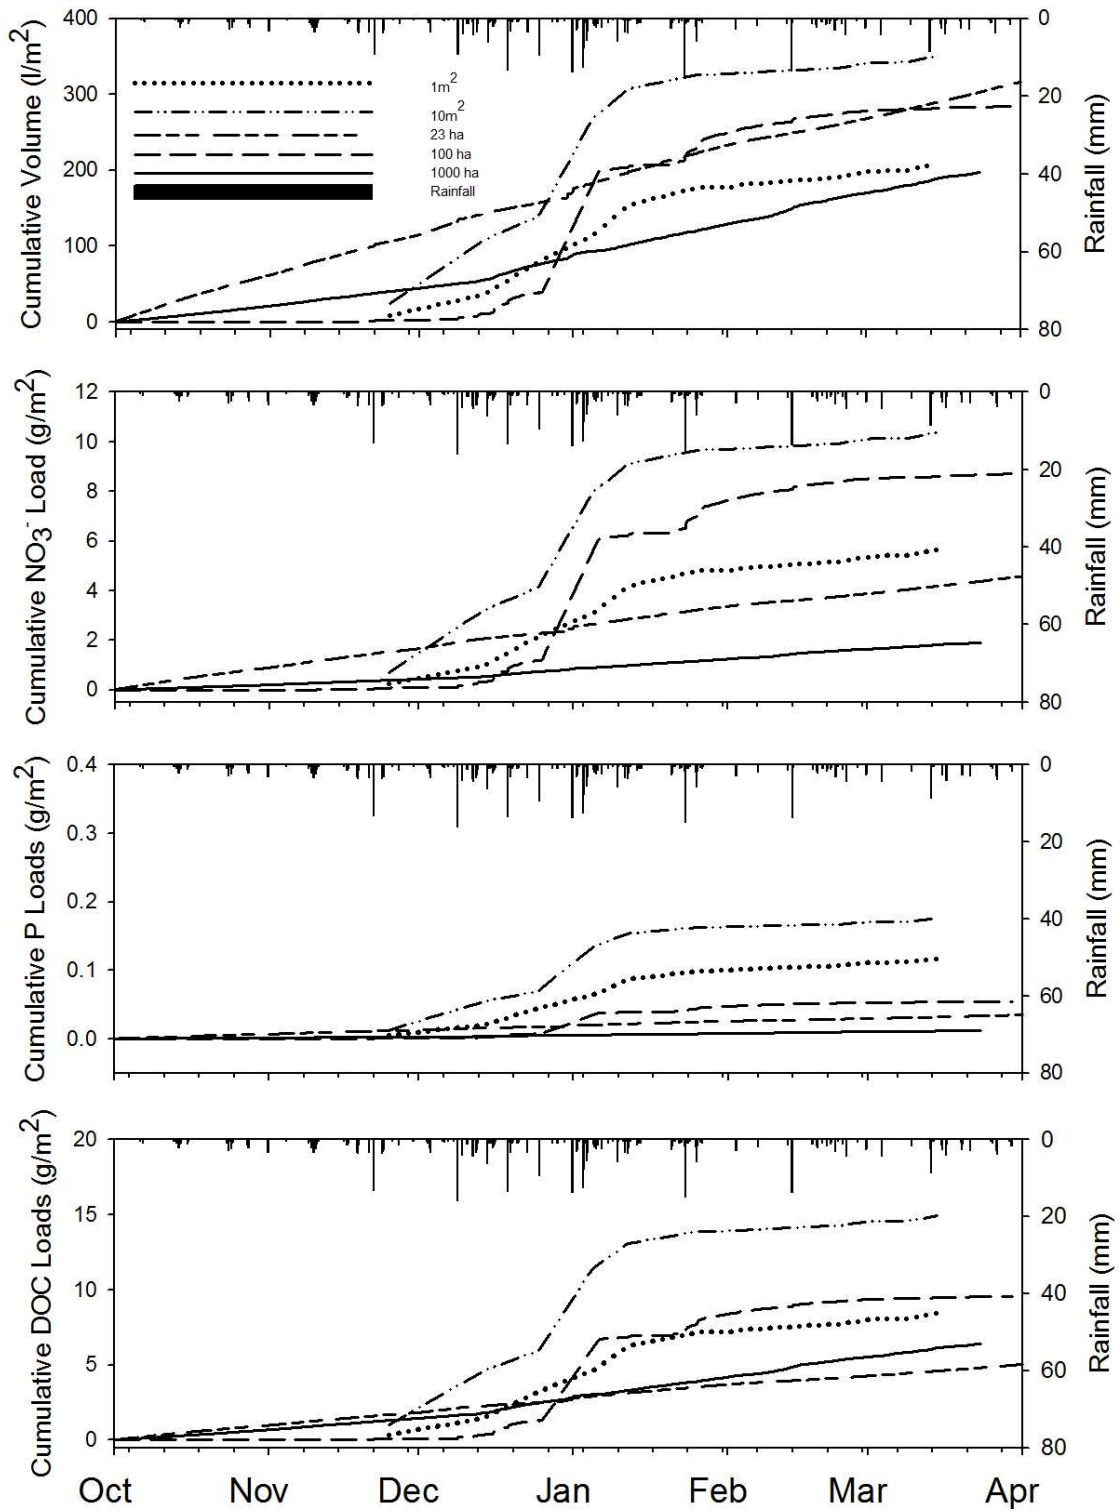 Cumulative Volume (l/m²)
400
300
200
100
0
1m²
10m²
23 ha
100 ha
1000 ha
Rainfall
0
20
40
60
80
Rainfall (mm)
Cumulative NO₃⁻ Load (g/m²)
12
10
8
6
4
2
0
0
20
40
60
80
Rainfall (mm)
Cumulative P Loads (g/m²)
0.4
0.3
0.2
0.1
0.0
0
20
40
60
80
Rainfall (mm)
Cumulative DOC Loads (g/m²)
20
15
10
5
0
0
20
40
60
80
Rainfall (mm)
Oct Nov Dec Jan Feb Mar Apr